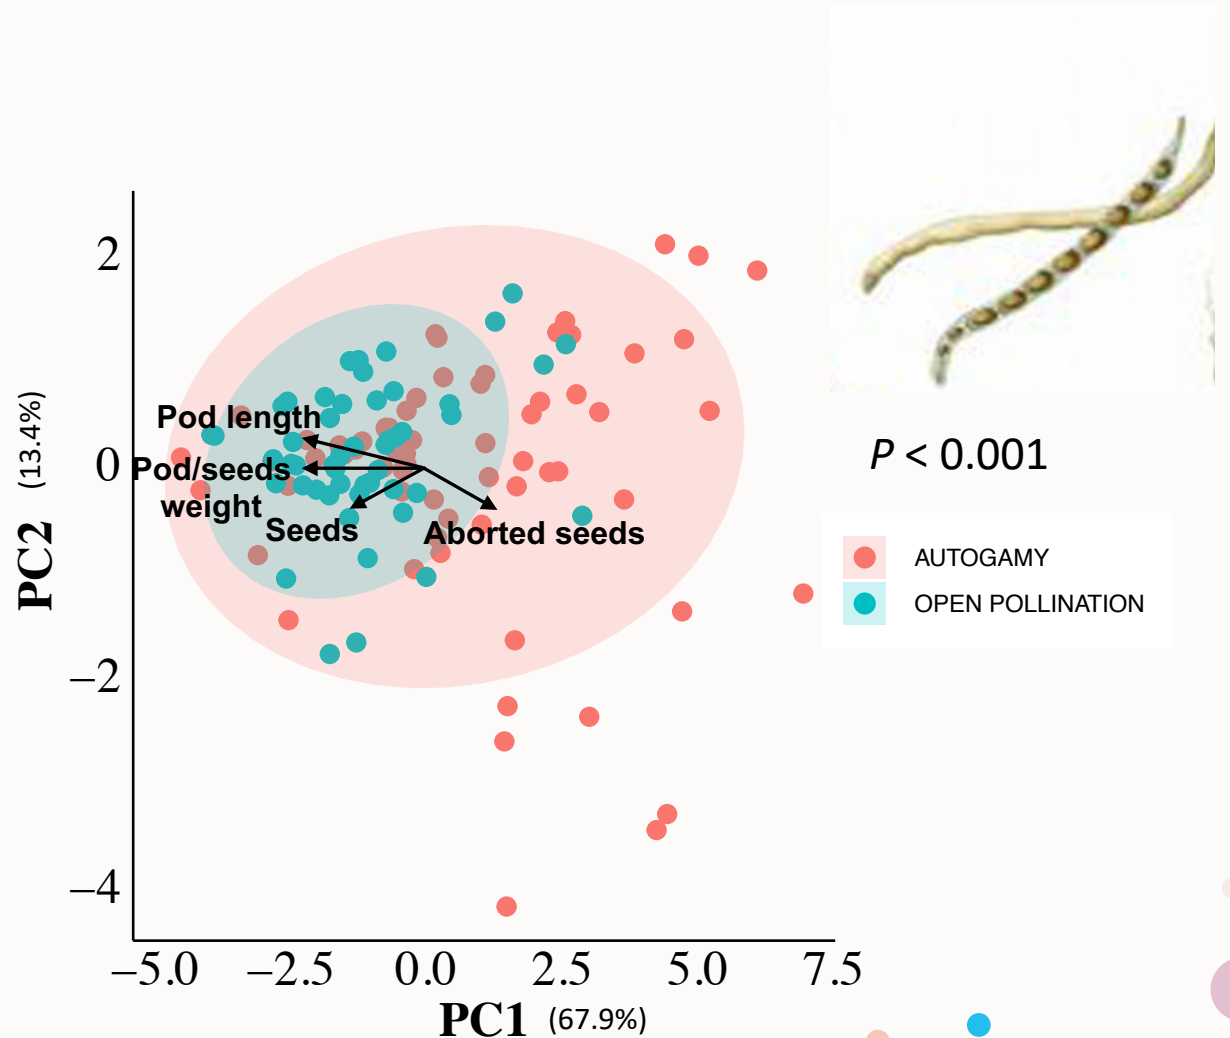 2
0
−2
−4
PC2 (13.4%)
Pod length
Pod/seeds
weight
Seeds
Aborted seeds
−5.0 −2.5 0.0 2.5 5.0 7.5
PC1 (67.9%)
P < 0.001
AUTOGAMY
OPEN POLLINATION